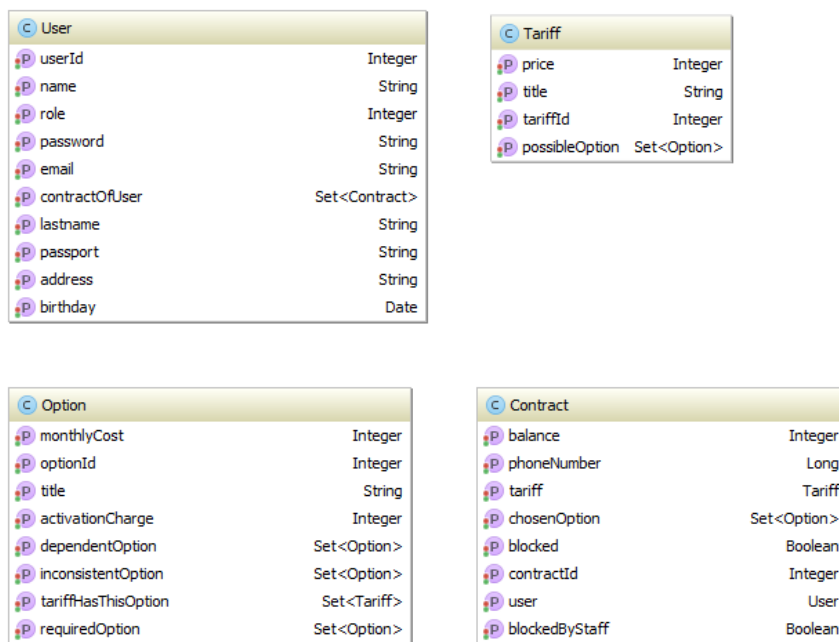 C User
P userId Integer
P name String
P role Integer
P password String
P email String
P contractOfUser Set<Contract>
P lastname String
P passport String
P address String
P birthday Date
C Tariff
P price Integer
P title String
P tariffId Integer
P possibleOption Set<Option>
C Option
P monthlyCost Integer
P optionId Integer
P title String
P activationCharge Integer
P dependentOption Set<Option>
P inconsistentOption Set<Option>
P tariffHasThisOption Set<Tariff>
P requiredOption Set<Option>
C Contract
P balance Integer
P phoneNumber Long
P tariff Tariff
P chosenOption Set<Option>
P blocked Boolean
P contractId Integer
P user User
P blockedByStaff Boolean